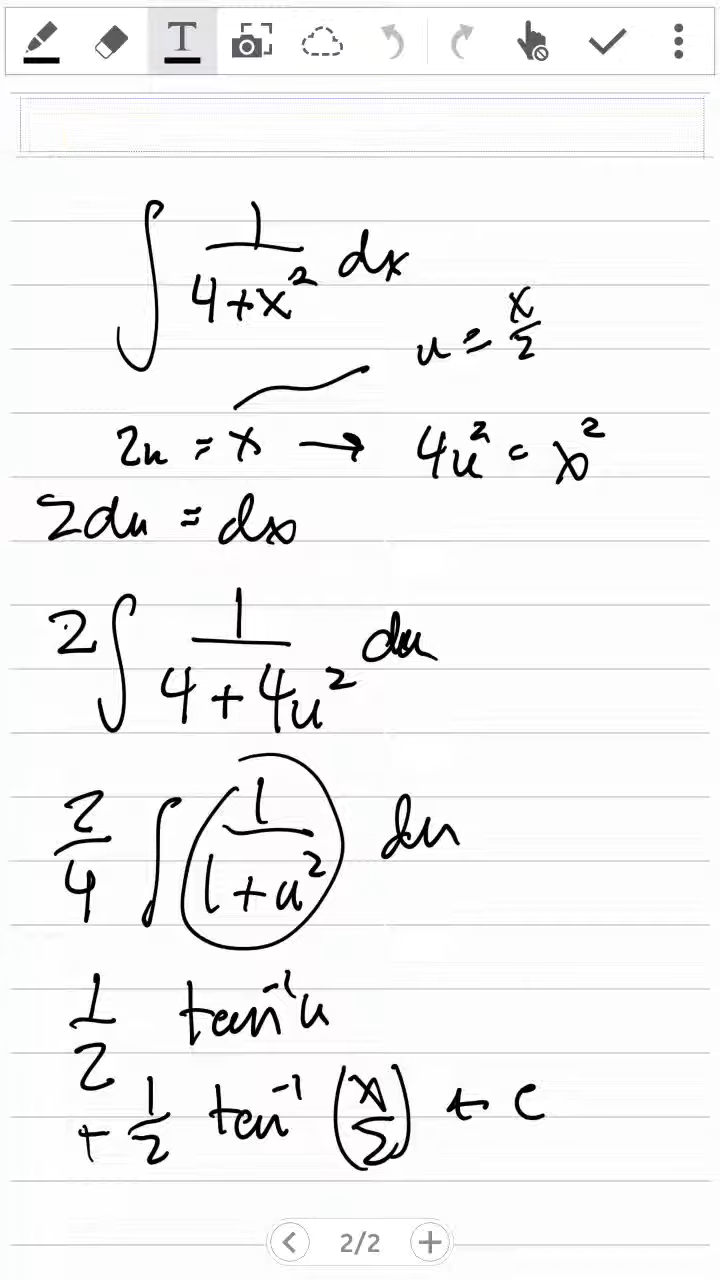 T
∫ 1/(4+x²) dx
u = x/2
2u = x → 4u² = x²
2du = dx
2∫ 1/(4+4u²) du
2/4 ∫ 1/(1+u²) du
1/2 tan⁻¹u
+ 1/2 tan⁻¹(x/2) + c
2/2